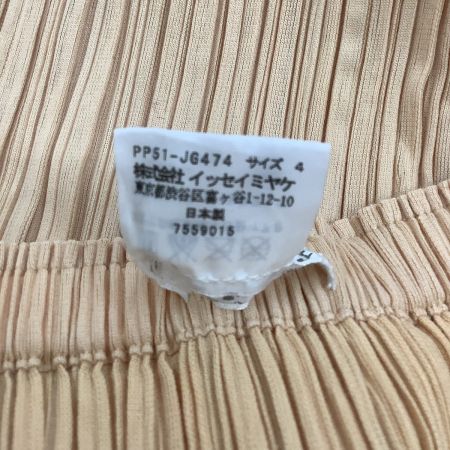 PP51-JG474 サイズ 4
株式会社 イッセイミヤケ
東京都渋谷区富ヶ谷1-12-10
日本製
7559015